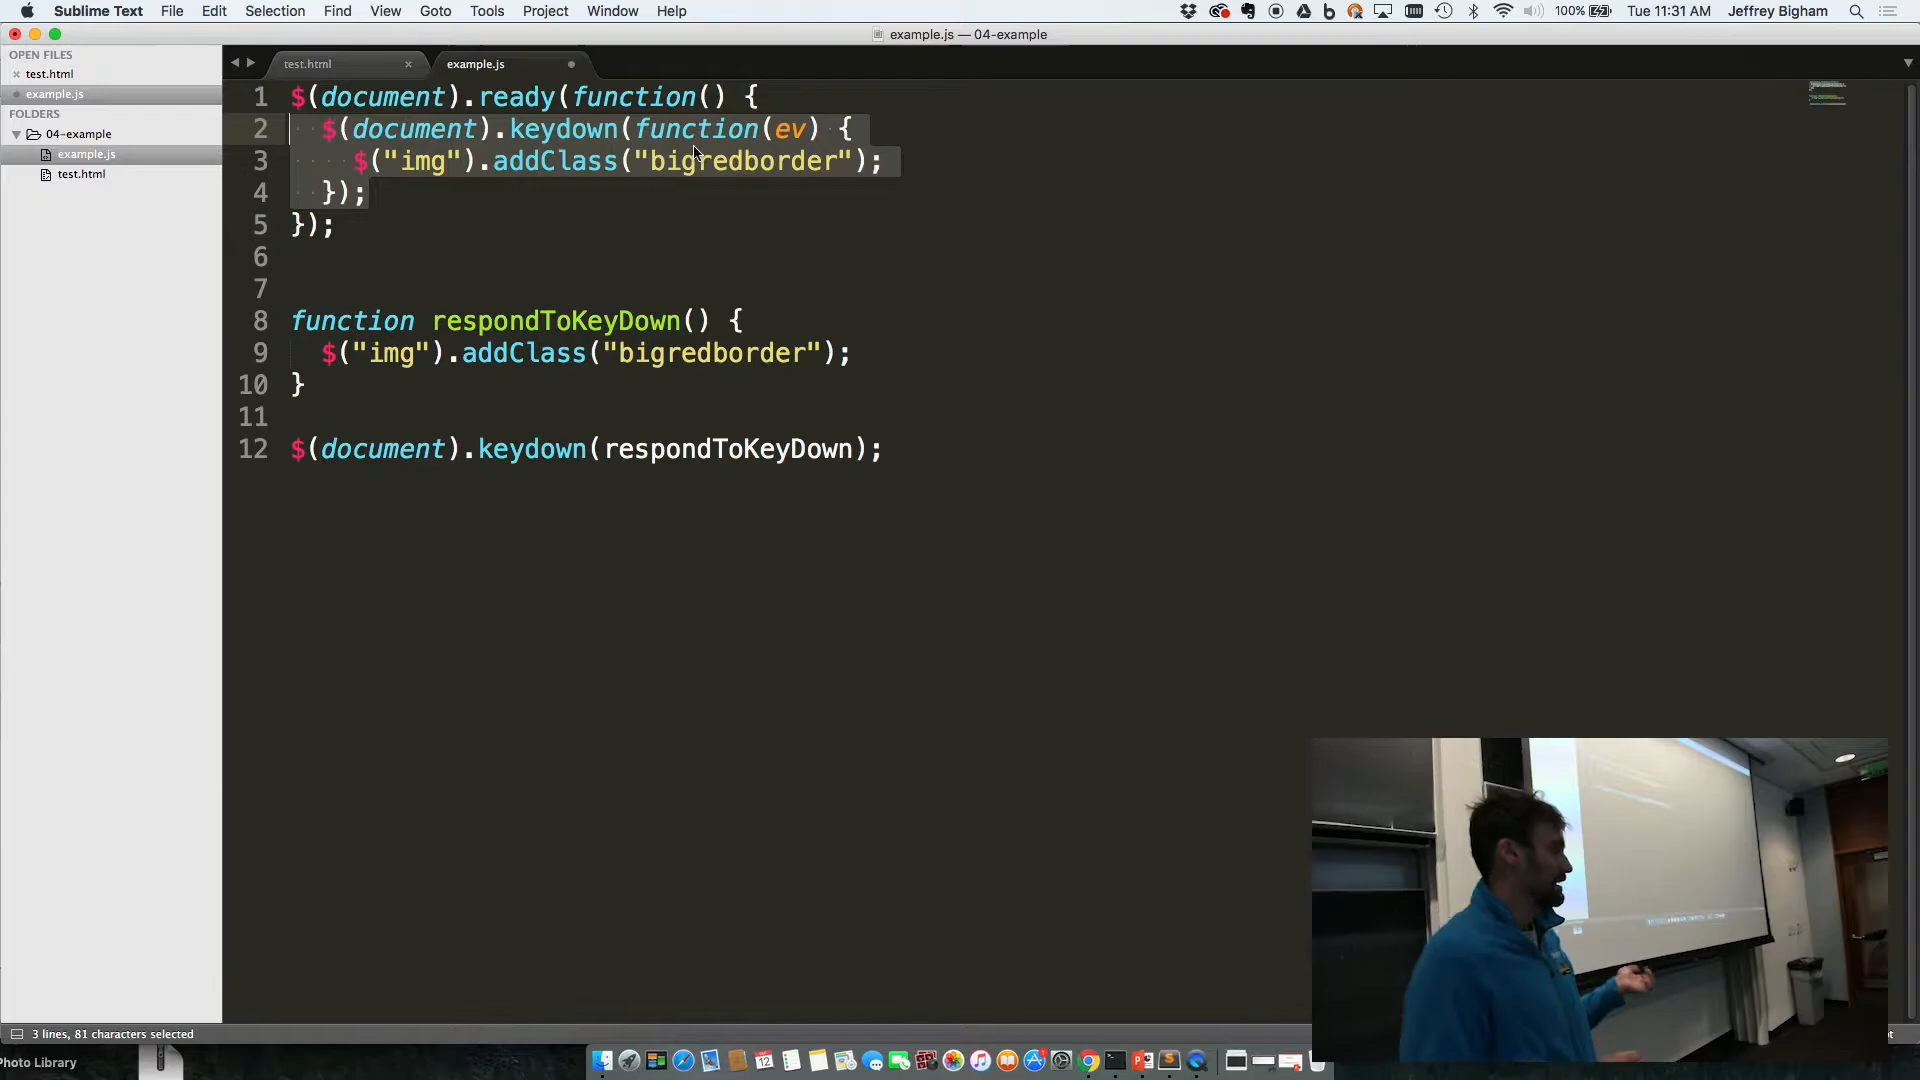 Sublime Text File Edit Selection Find View Goto Tools Project Window Help 100% Tue 11:31 AM Jeffrey Bigham
example.js — 04-example
OPEN FILES
test.html
example.js
FOLDERS
04-example
example.js
test.html
test.html × example.js
1 $(document).ready(function() {
2 $(document).keydown(function(ev) {
3 $("img").addClass("bigredborder");
4 });
5 });
6
7
8 function respondToKeyDown() {
9 $("img").addClass("bigredborder");
10 }
11
12 $(document).keydown(respondToKeyDown);
3 lines, 81 characters selected
Photo Library